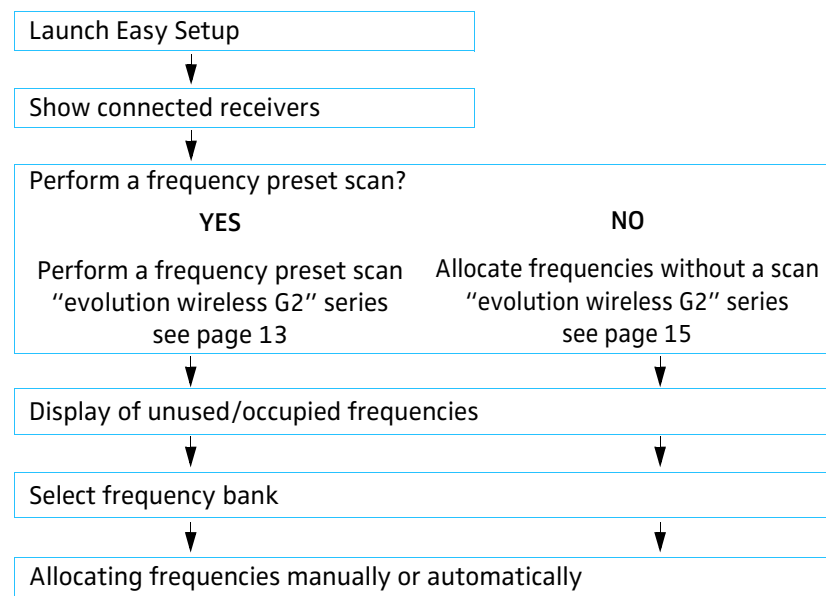 Launch Easy Setup
Show connected receivers
Perform a frequency preset scan?
YES
Perform a frequency preset scan
“evolution wireless G2” series
see page 13
NO
Allocate frequencies without a scan
“evolution wireless G2” series
see page 15
Display of unused/occupied frequencies
Select frequency bank
Allocating frequencies manually or automatically